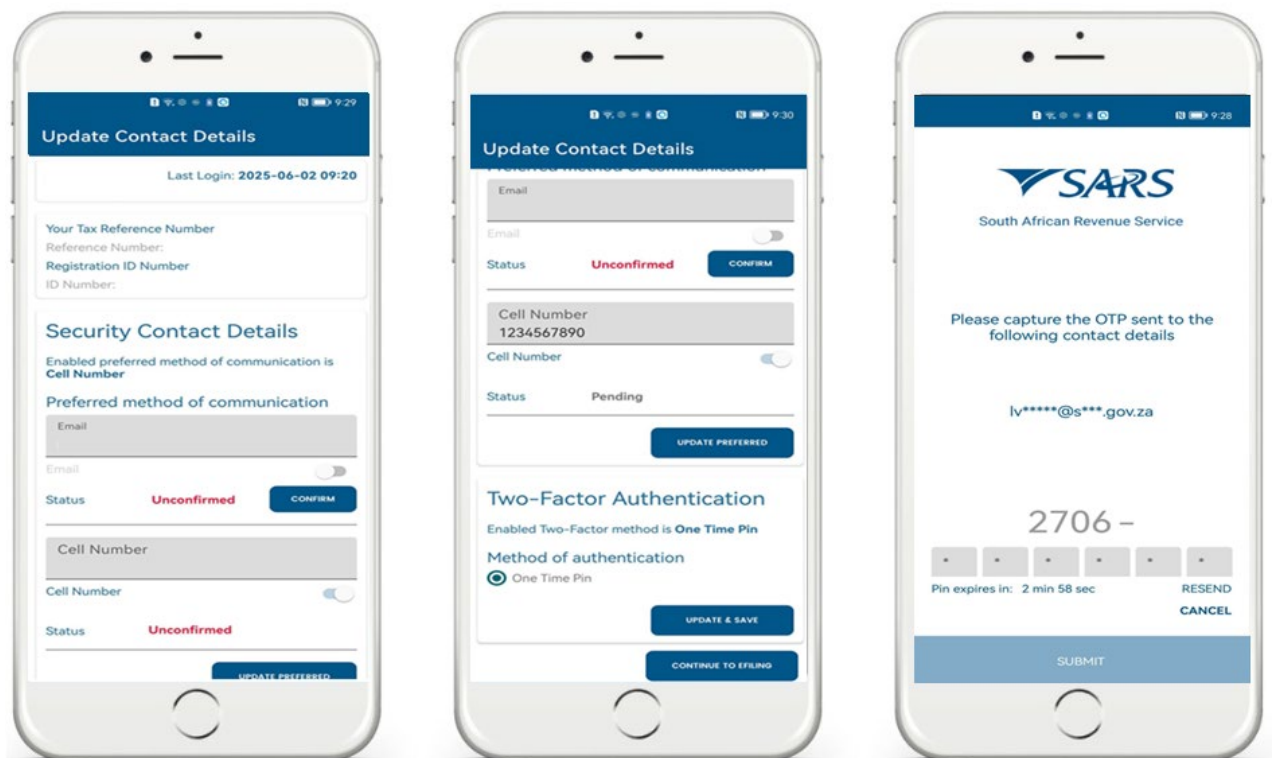 9:29
Update Contact Details
Last Login: 2025-06-02 09:20
Your Tax Reference Number
Reference Number:
Registration ID Number
ID Number:
Security Contact Details
Enabled preferred method of communication is
Cell Number
Preferred method of communication
Email
Email
Status Unconfirmed CONFIRM
Cell Number
Cell Number
Status Unconfirmed
UPDATE PREFERRED
9:30
Update Contact Details
Preferred method of communication
Email
Email
Status Unconfirmed CONFIRM
Cell Number
1234567890
Cell Number
Status Pending
UPDATE PREFERRED
Two-Factor Authentication
Enabled Two-Factor method is One Time Pin
Method of authentication
One Time Pin
UPDATE & SAVE
CONTINUE TO EFILING
9:28
SARS
South African Revenue Service
Please capture the OTP sent to the
following contact details
lv*****@s***.gov.za
2706 –
* * * * * *
Pin expires in: 2 min 58 sec RESEND
CANCEL
SUBMIT